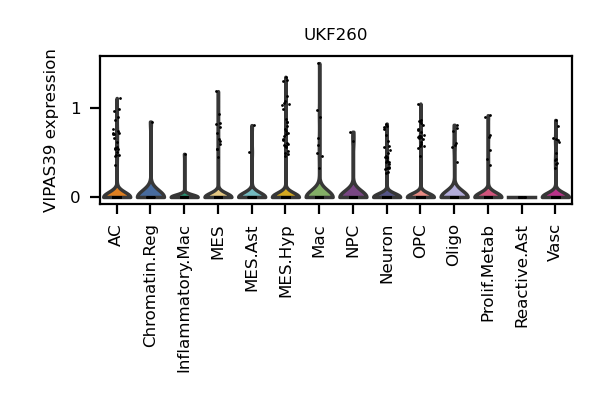 UKF260
VIPAS39 expression
1
0
AC
Chromatin.Reg
Inflammatory.Mac
MES
MES.Ast
MES.Hyp
Mac
NPC
Neuron
OPC
Oligo
Prolif.Metab
Reactive.Ast
Vasc